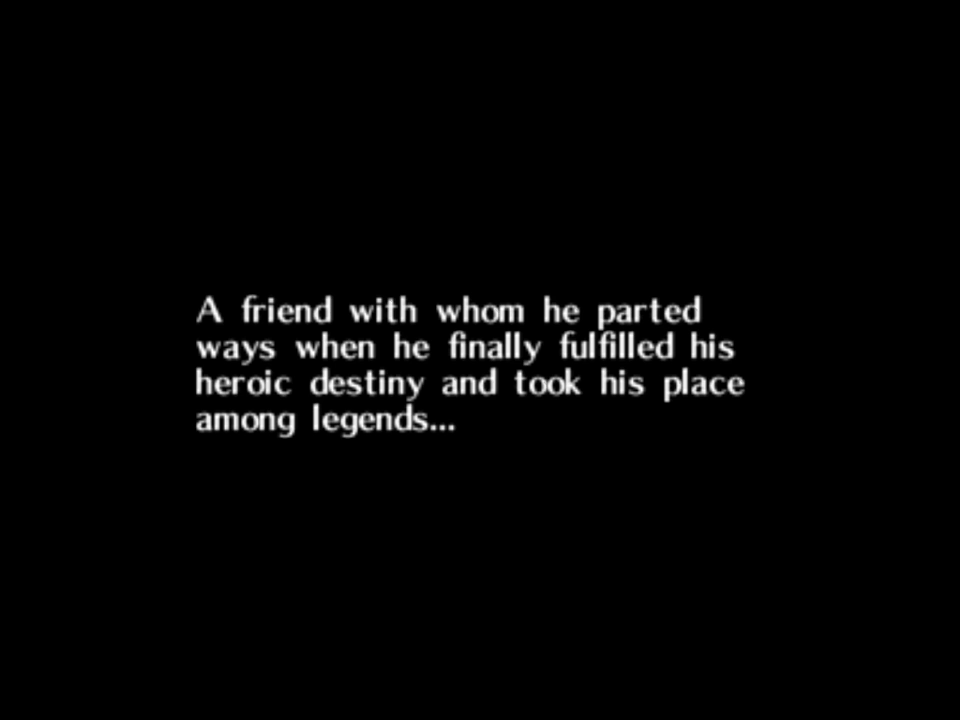 A friend with whom he parted
ways when he finally fulfilled his
heroic destiny and took his place
among legends...